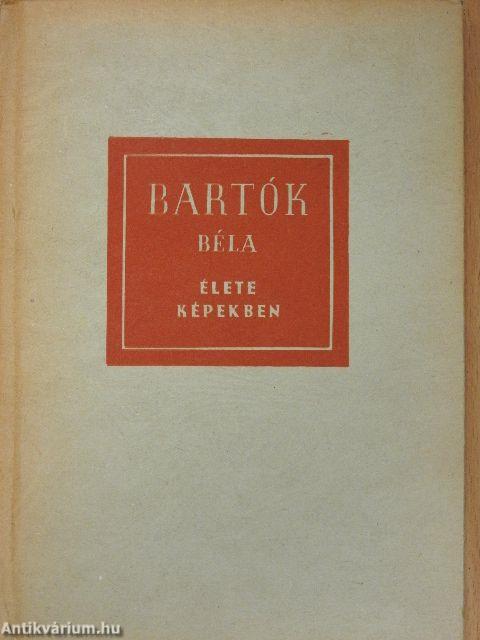 BARTÓK
BÉLA
ÉLETE
KÉPEKBEN
Antikvárium.hu